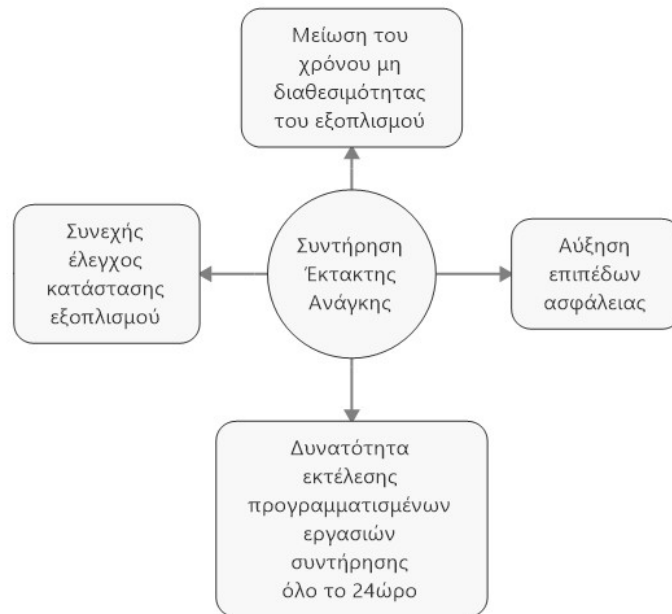 Μείωση του
χρόνου μη
διαθεσιμότητας
του εξοπλισμού
Συνεχής
έλεγχος
κατάστασης
εξοπλισμού
Συντήρηση
Έκτακτης
Ανάγκης
Αύξηση
επιπέδων
ασφάλειας
Δυνατότητα
εκτέλεσης
προγραμματισμένων
εργασιών
συντήρησης
όλο το 24ώρο